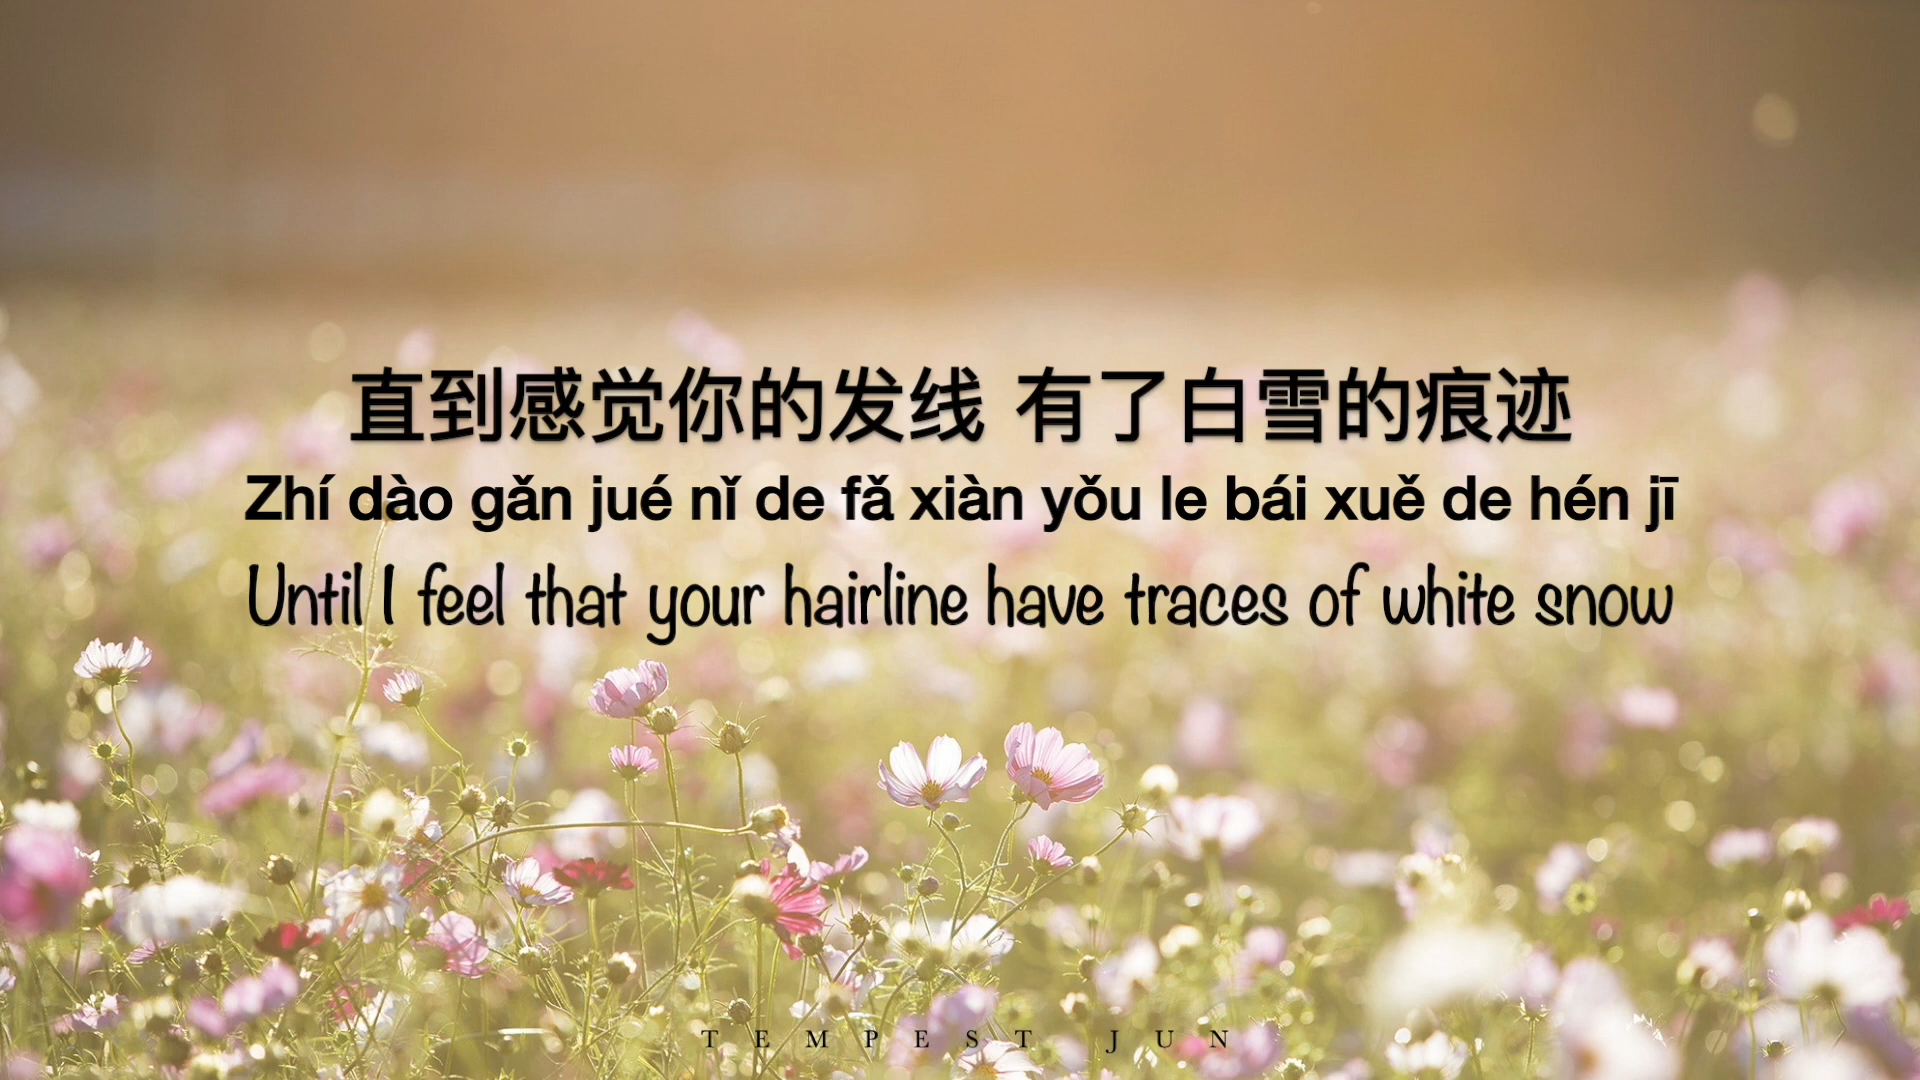 直到感觉你的发线 有了白雪的痕迹
Zhí dào gǎn jué nǐ de fǎ xiàn yǒu le bái xuě de hén jī
Until I feel that your hairline have traces of white snow
TEMPEST JUN